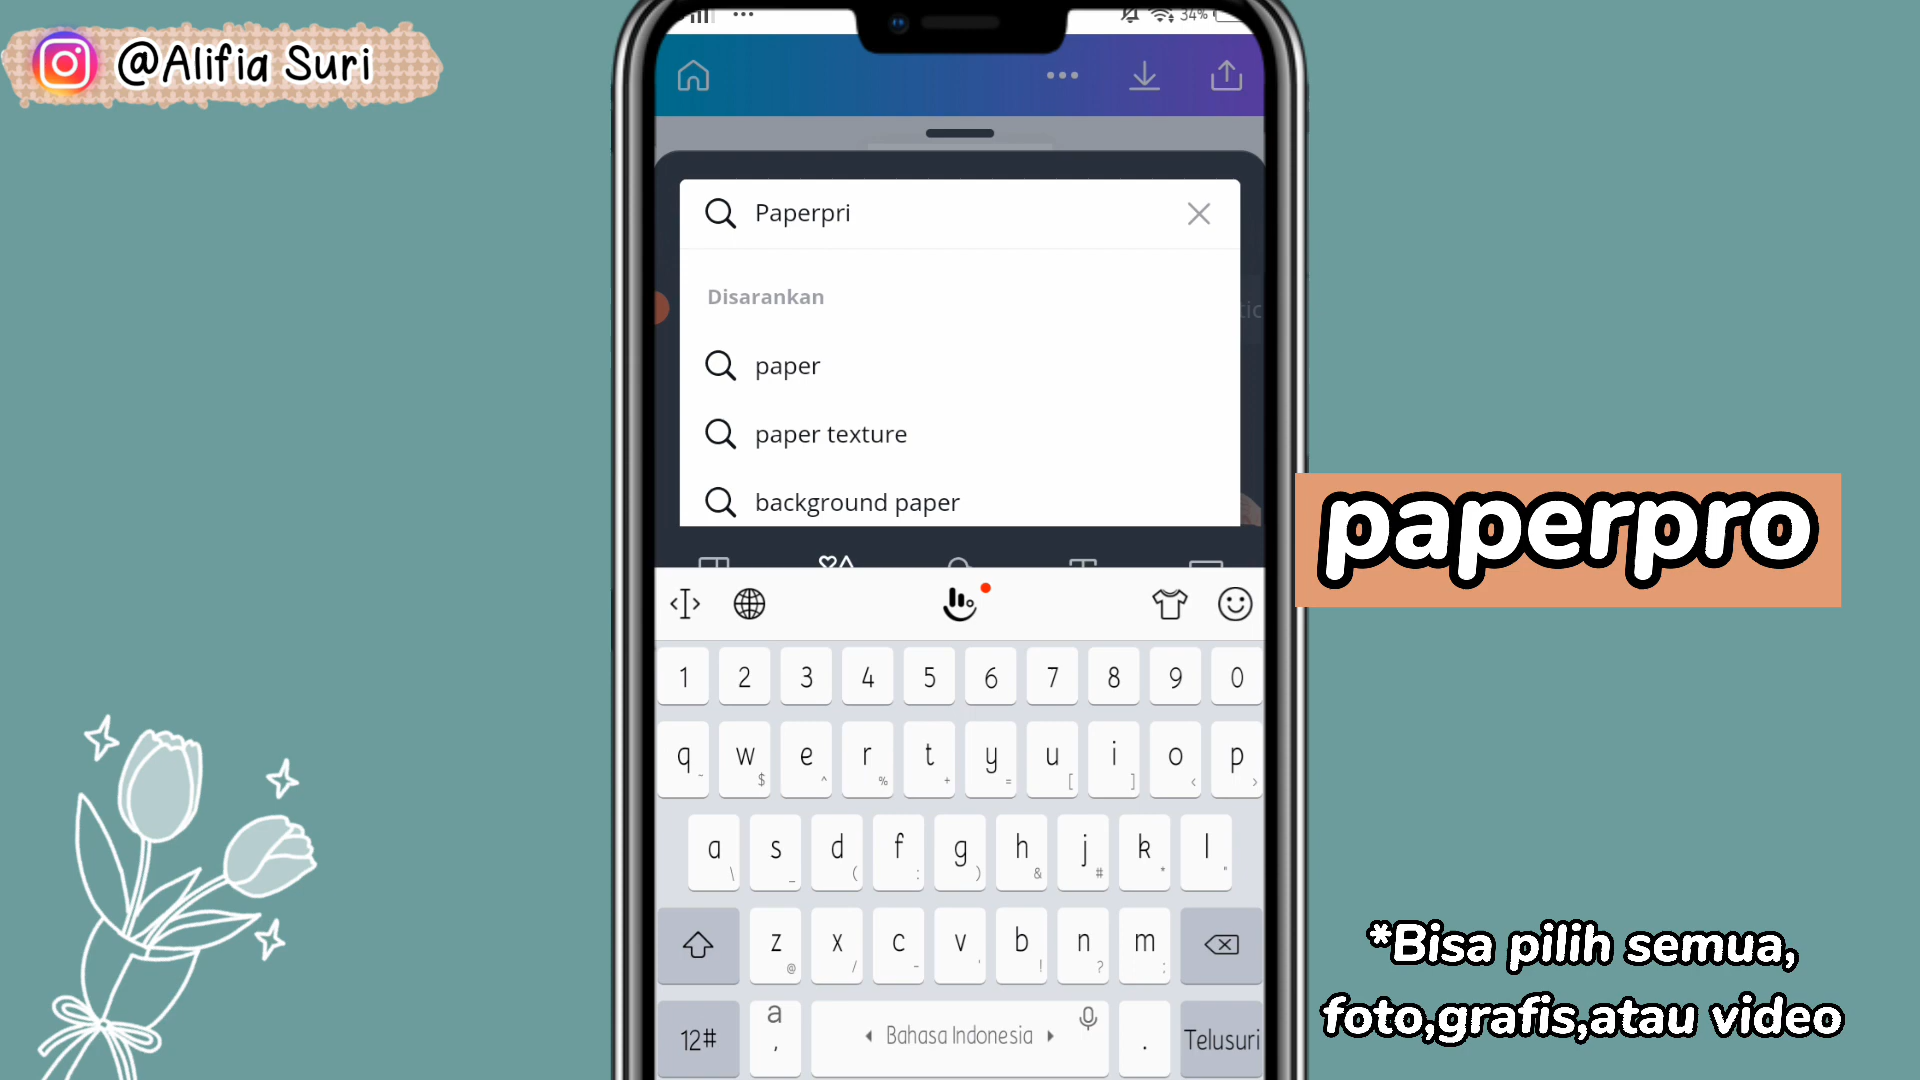 @Alifia Suri
34%
Paperpri
Disarankan
paper
paper texture
background paper
paperpro
1 2 3 4 5 6 7 8 9 0
q w e r t y u i o p
a s d f g h j k l
z x c v b n m
12# a , Bahasa Indonesia . Telusuri
*Bisa pilih semua,
foto,grafis,atau video